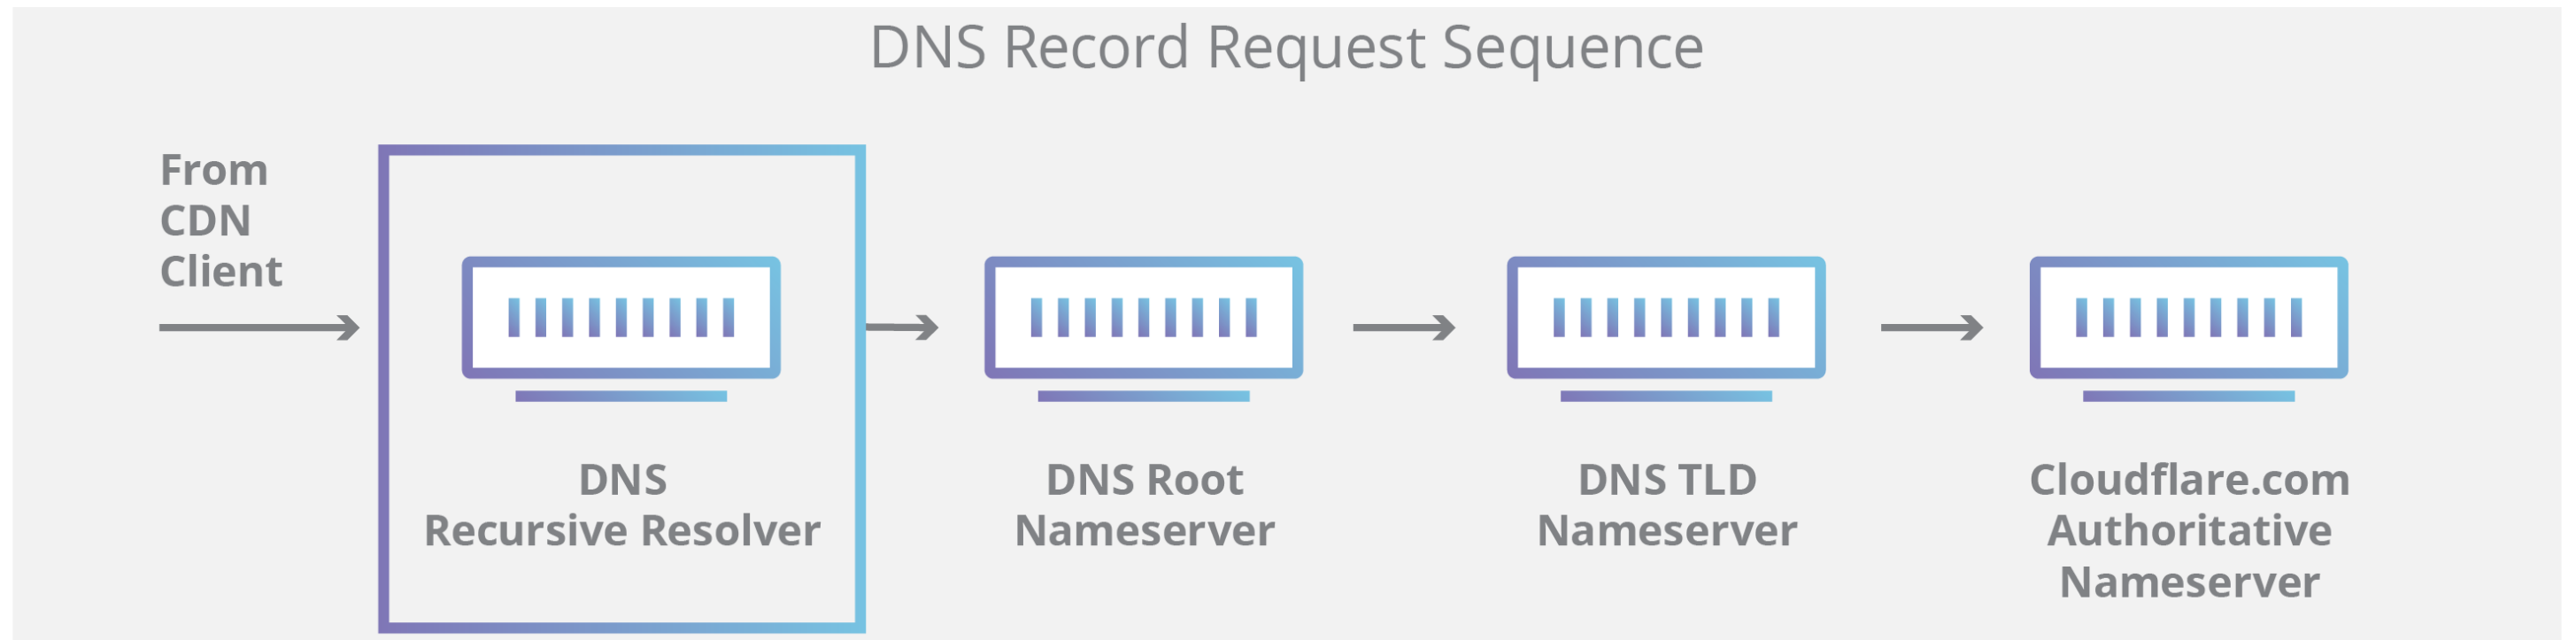 DNS Record Request Sequence
From
CDN
Client
DNS
Recursive Resolver
DNS Root
Nameserver
DNS TLD
Nameserver
Cloudflare.com
Authoritative
Nameserver